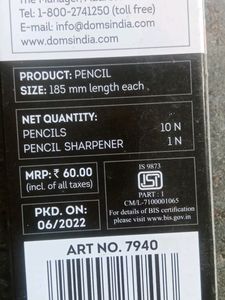 Tel: 1-800-2741250 (toll free)
E-mail: info@domsindia.com
www.domsindia.com
PRODUCT: PENCIL
SIZE: 185 mm length each
NET QUANTITY:
PENCILS 10 N
PENCIL SHARPENER 1 N
MRP: ₹ 60.00
(incl. of all taxes)
PKD. ON:
06/2022
IS 9873
PART : 1
CM/L-7100001065
For details of BIS certification
please visit www.bis.gov.in
ART NO. 7940